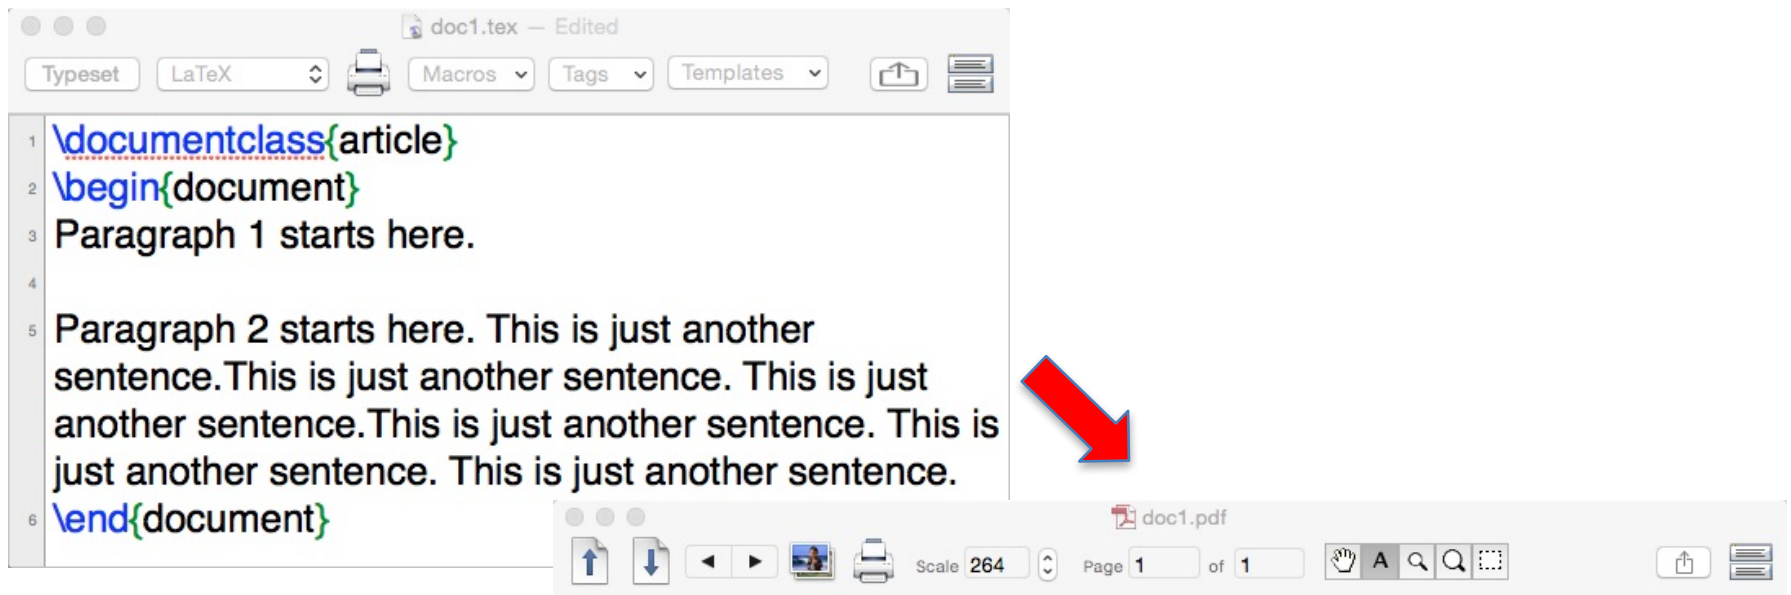 doc1.tex — Edited
Typeset LaTeX Macros Tags Templates
1 \documentclass{article}
2 \begin{document}
3 Paragraph 1 starts here.
4
5 Paragraph 2 starts here. This is just another
sentence.This is just another sentence. This is just
another sentence.This is just another sentence. This is
just another sentence. This is just another sentence.
6 \end{document}
doc1.pdf
Scale 264 Page 1 of 1 A